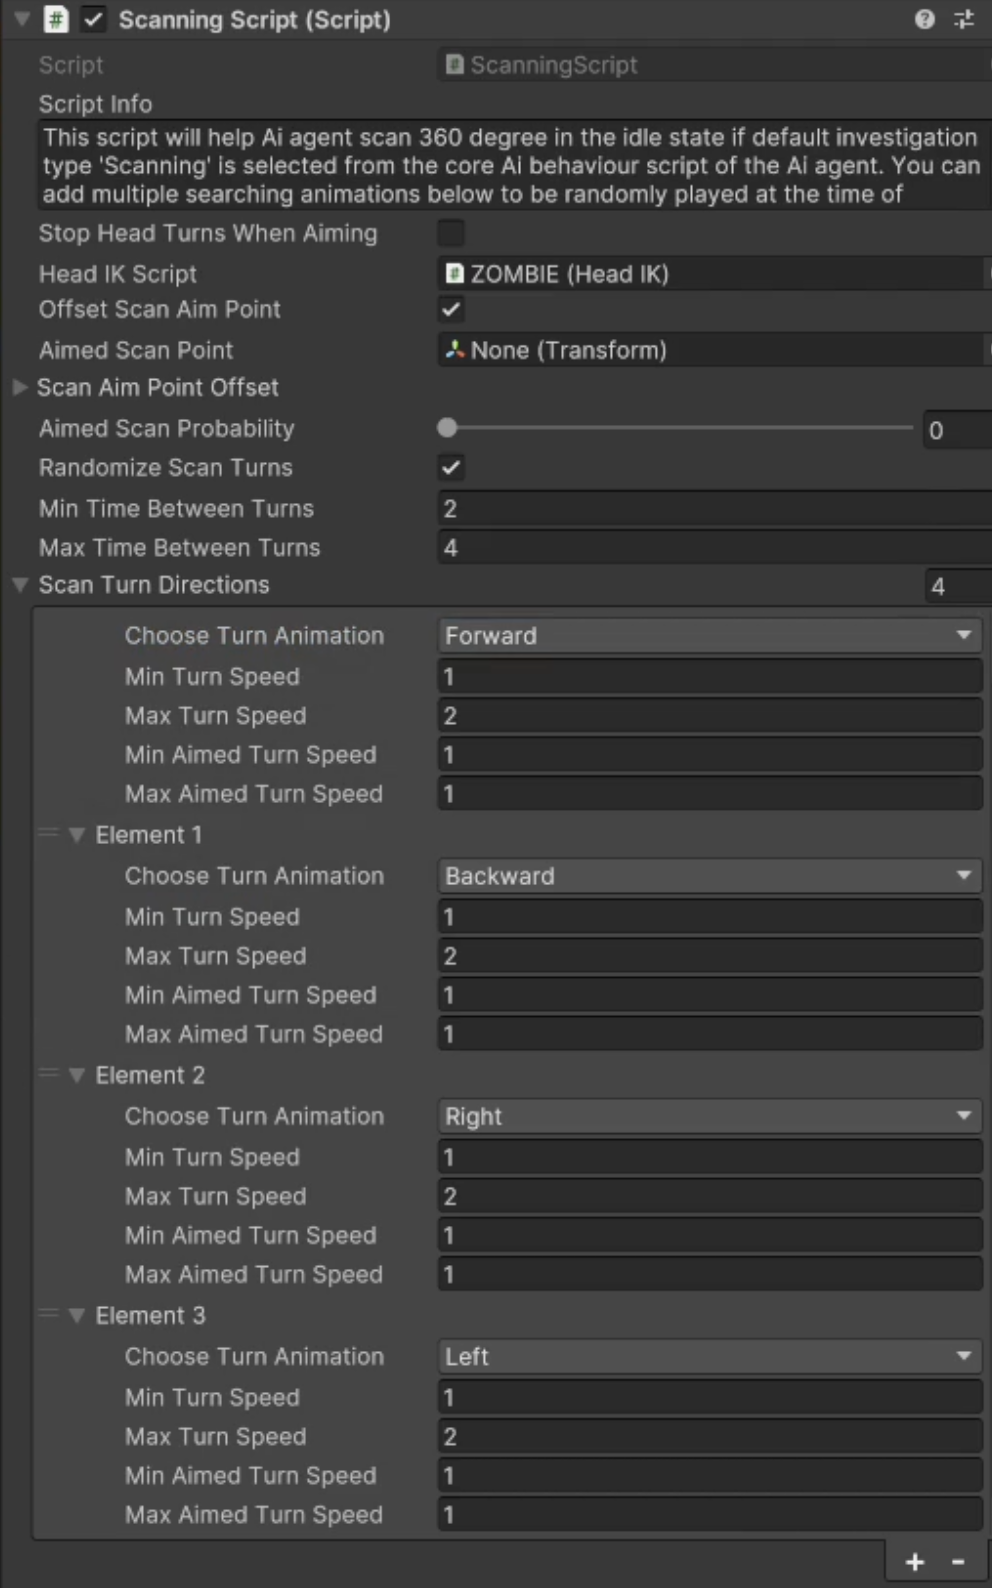 Scanning Script (Script)
Script
ScanningScript
Script Info
This script will help Ai agent scan 360 degree in the idle state if default investigation
type 'Scanning' is selected from the core Ai behaviour script of the Ai agent. You can
add multiple searching animations below to be randomly played at the time of
Stop Head Turns When Aiming
Head IK Script
ZOMBIE (Head IK)
Offset Scan Aim Point
Aimed Scan Point
None (Transform)
Scan Aim Point Offset
Aimed Scan Probability
0
Randomize Scan Turns
Min Time Between Turns
2
Max Time Between Turns
4
Scan Turn Directions
4
Choose Turn Animation
Forward
Min Turn Speed
1
Max Turn Speed
2
Min Aimed Turn Speed
1
Max Aimed Turn Speed
1
Element 1
Choose Turn Animation
Backward
Min Turn Speed
1
Max Turn Speed
2
Min Aimed Turn Speed
1
Max Aimed Turn Speed
1
Element 2
Choose Turn Animation
Right
Min Turn Speed
1
Max Turn Speed
2
Min Aimed Turn Speed
1
Max Aimed Turn Speed
1
Element 3
Choose Turn Animation
Left
Min Turn Speed
1
Max Turn Speed
2
Min Aimed Turn Speed
1
Max Aimed Turn Speed
1
+ -